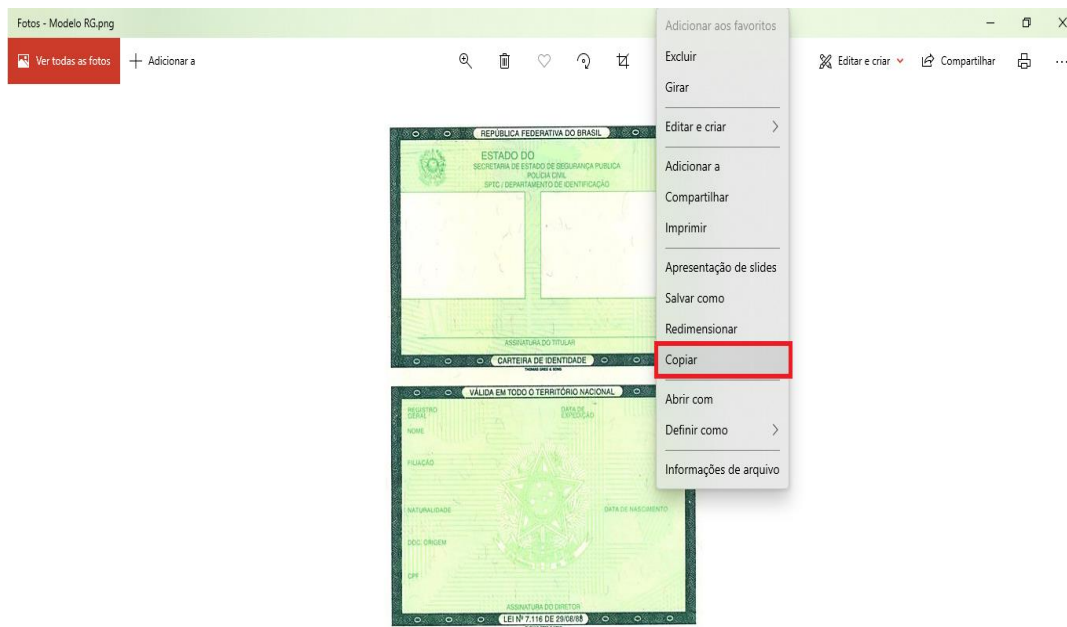 Fotos - Modelo RG.png
Ver todas as fotos
Adicionar a
Editar e criar
Compartilhar
Adicionar aos favoritos
Excluir
Girar
Editar e criar
Adicionar a
Compartilhar
Imprimir
Apresentação de slides
Salvar como
Redimensionar
Copiar
Abrir com
Definir como
Informações de arquivo
REPÚBLICA FEDERATIVA DO BRASIL
ESTADO DO
SECRETARIA DE ESTADO DE SEGURANÇA PUBLICA
POLÍCIA CIVIL
SPTC / DEPARTAMENTO DE IDENTIFICAÇÃO
ASSINATURA DO TITULAR
CARTEIRA DE IDENTIDADE
VÁLIDA EM TODO O TERRITÓRIO NACIONAL
REGISTRO
GERAL
DATA DE
EXPEDIÇÃO
NOME
FILIAÇÃO
NATURALIDADE
DATA DE NASCIMENTO
DOC. ORIGEM
CPF
ASSINATURA DO DIRETOR
LEI Nº 7.116 DE 29/08/83